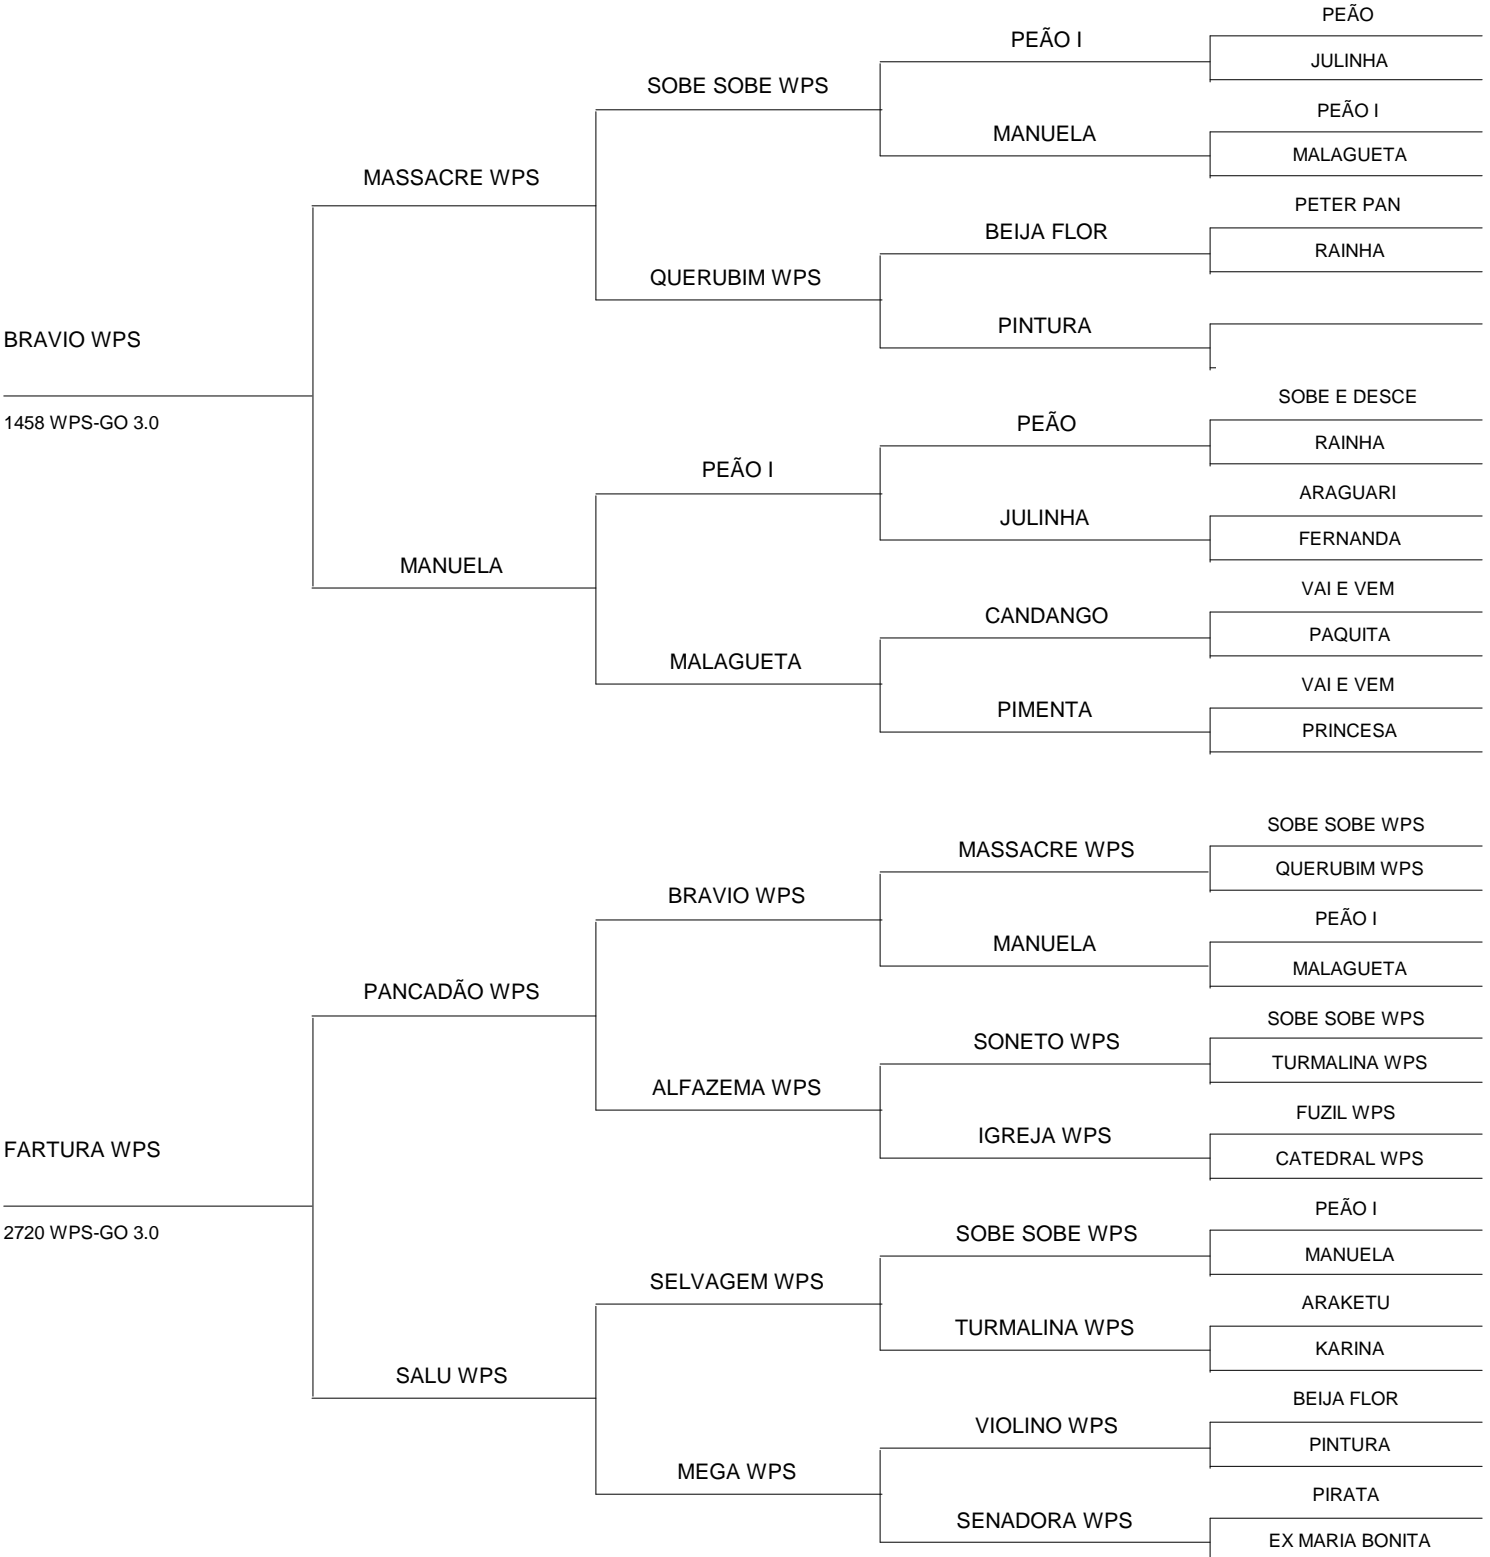 PEÃO
PEÃO I
JULINHA
SOBE SOBE WPS
PEÃO I
MANUELA
MALAGUETA
MASSACRE WPS
PETER PAN
BEIJA FLOR
RAINHA
QUERUBIM WPS
PINTURA
BRAVIO WPS
SOBE E DESCE
1458 WPS-GO 3.0
PEÃO
RAINHA
PEÃO I
ARAGUARI
JULINHA
FERNANDA
MANUELA
VAI E VEM
CANDANGO
PAQUITA
MALAGUETA
VAI E VEM
PIMENTA
PRINCESA
SOBE SOBE WPS
MASSACRE WPS
QUERUBIM WPS
BRAVIO WPS
PEÃO I
MANUELA
MALAGUETA
PANCADÃO WPS
SOBE SOBE WPS
SONETO WPS
TURMALINA WPS
ALFAZEMA WPS
FUZIL WPS
IGREJA WPS
FARTURA WPS
CATEDRAL WPS
PEÃO I
2720 WPS-GO 3.0
SOBE SOBE WPS
MANUELA
SELVAGEM WPS
ARAKETU
TURMALINA WPS
KARINA
SALU WPS
BEIJA FLOR
VIOLINO WPS
PINTURA
MEGA WPS
PIRATA
SENADORA WPS
EX MARIA BONITA